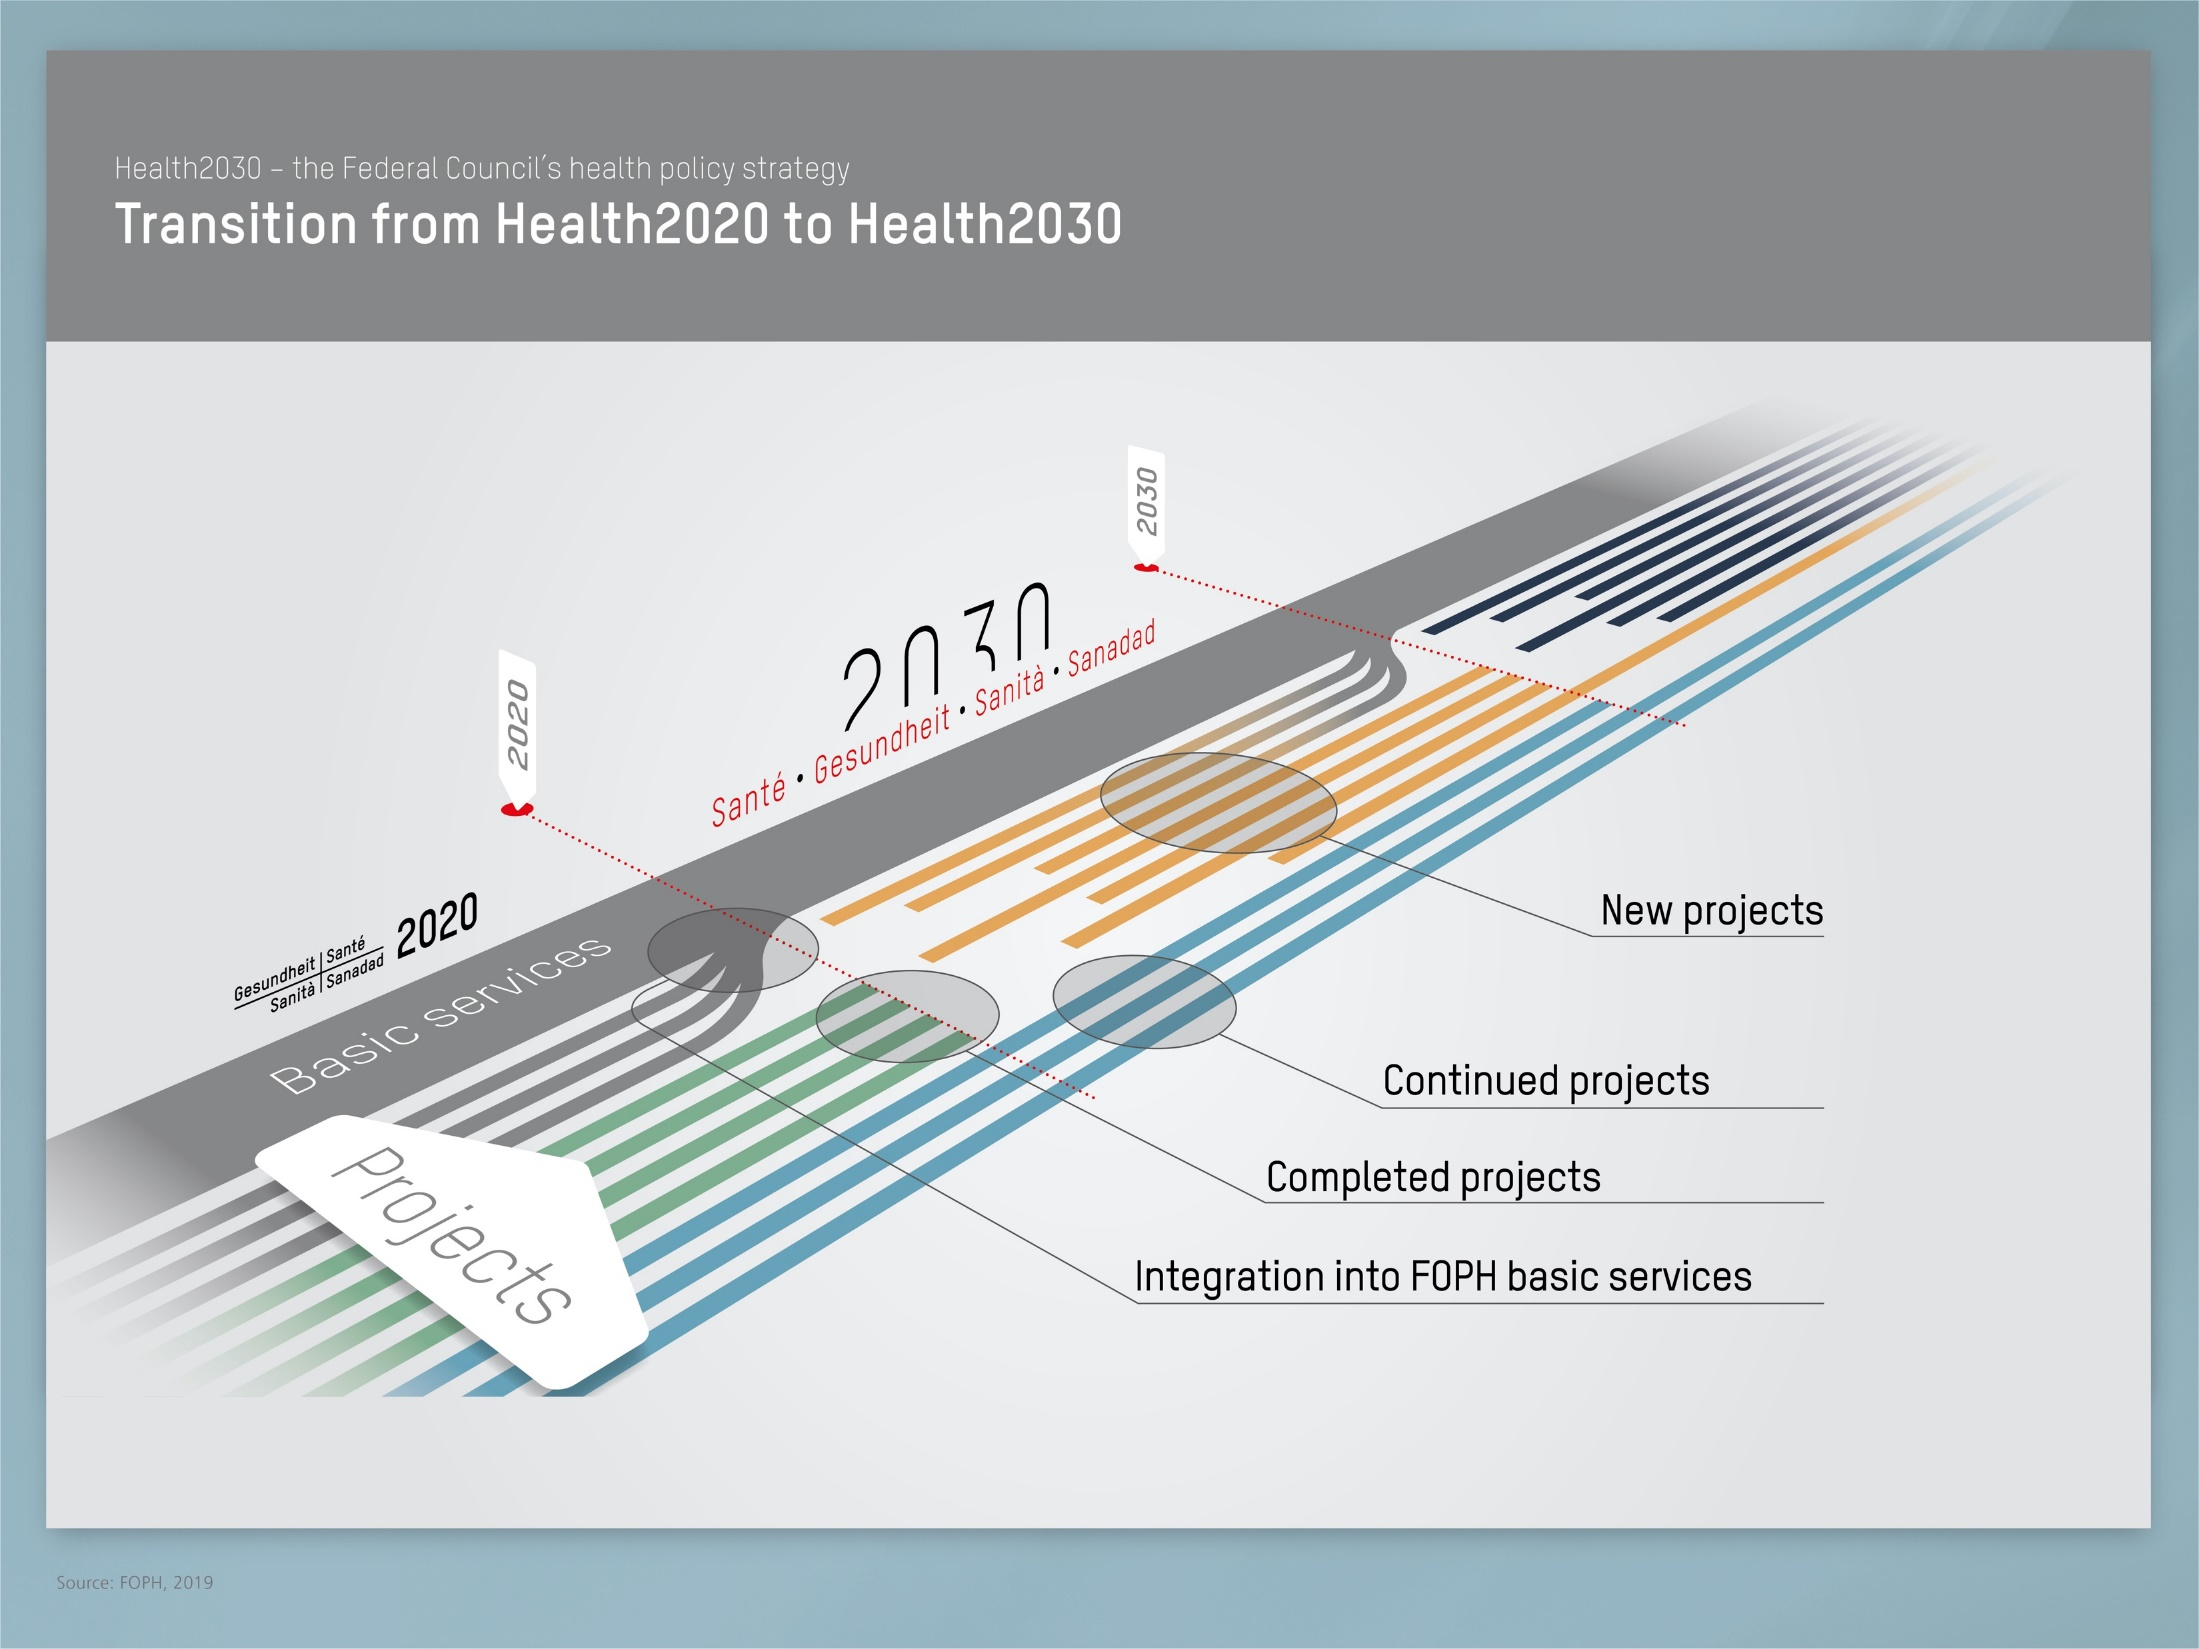 Health2030 – the Federal Council´s health policy strategy
Transition from Health2020 to Health2030
2030
2020
2030
Santé • Gesundheit • Sanità • Sanadad
Gesundheit | Santé
Sanità | Sanadad
2020
Basic services
Projects
New projects
Continued projects
Completed projects
Integration into FOPH basic services
Source: FOPH, 2019